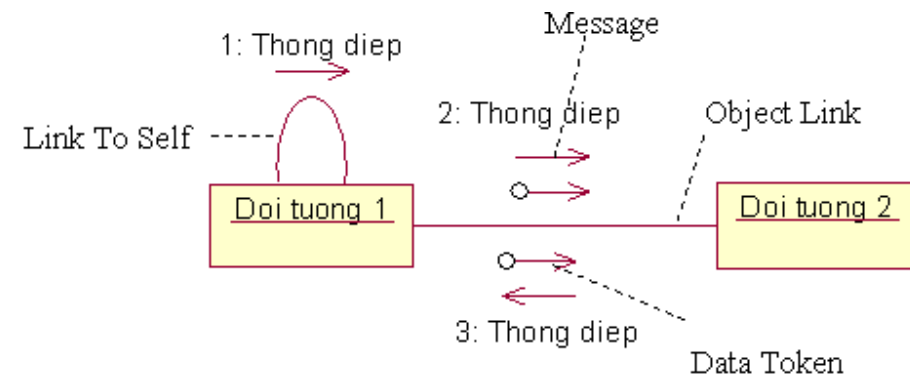 Message
1: Thong diep
2: Thong diep
Object Link
Link To Self
Doi tuong 1
Doi tuong 2
3: Thong diep
Data Token